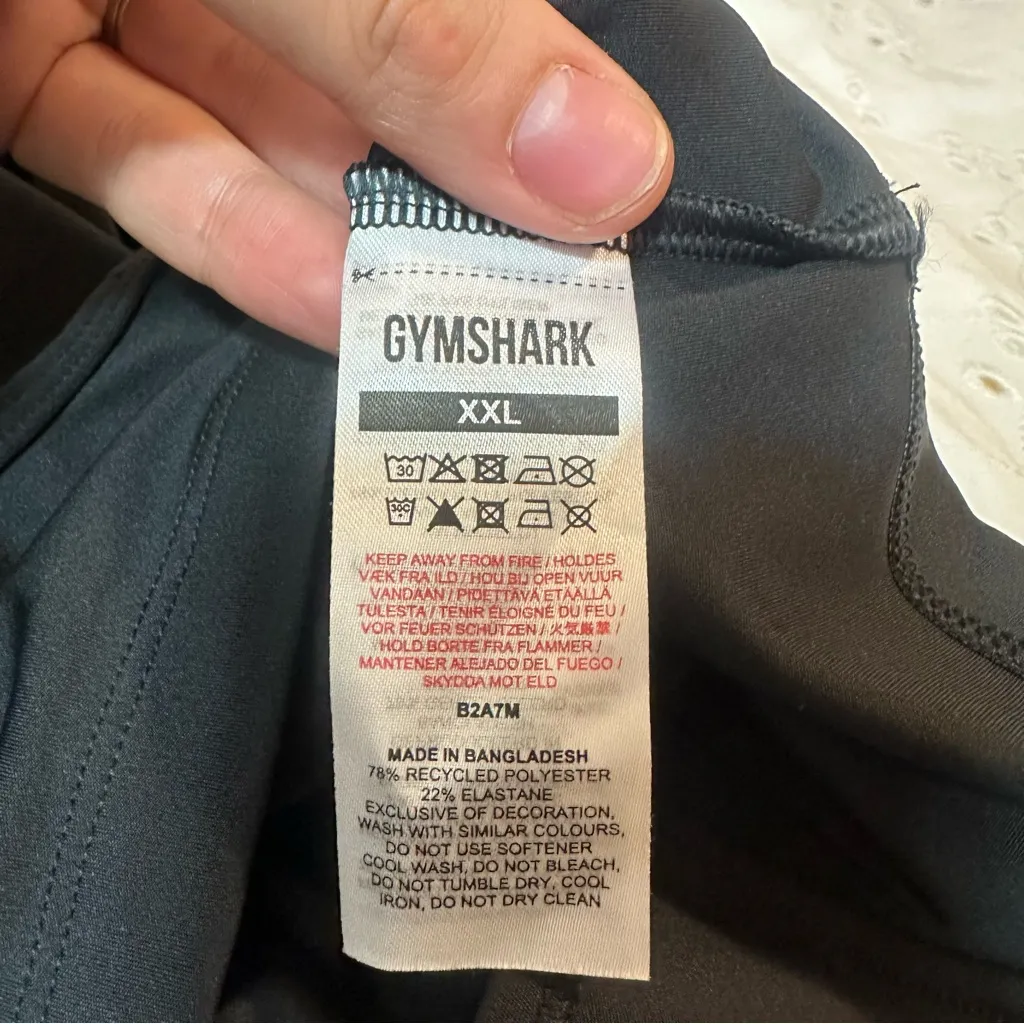 GYMSHARK
XXL
30
30C
KEEP AWAY FROM FIRE / HOLDES
VÆK FRA ILD / HOU BIJ OPEN VUUR
VANDAAN / PIDETTÄVÄ ETÄÄLLÄ
TULESTA / TENIR ÉLOIGNÉ DU FEU /
VOR FEUER SCHÜTZEN / 火気厳禁 /
HOLD BORTE FRA FLAMMER /
MANTENER ALEJADO DEL FUEGO /
SKYDDA MOT ELD
B2A7M
MADE IN BANGLADESH
78% RECYCLED POLYESTER
22% ELASTANE
EXCLUSIVE OF DECORATION,
WASH WITH SIMILAR COLOURS,
DO NOT USE SOFTENER
COOL WASH, DO NOT BLEACH,
DO NOT TUMBLE DRY, COOL
IRON, DO NOT DRY CLEAN